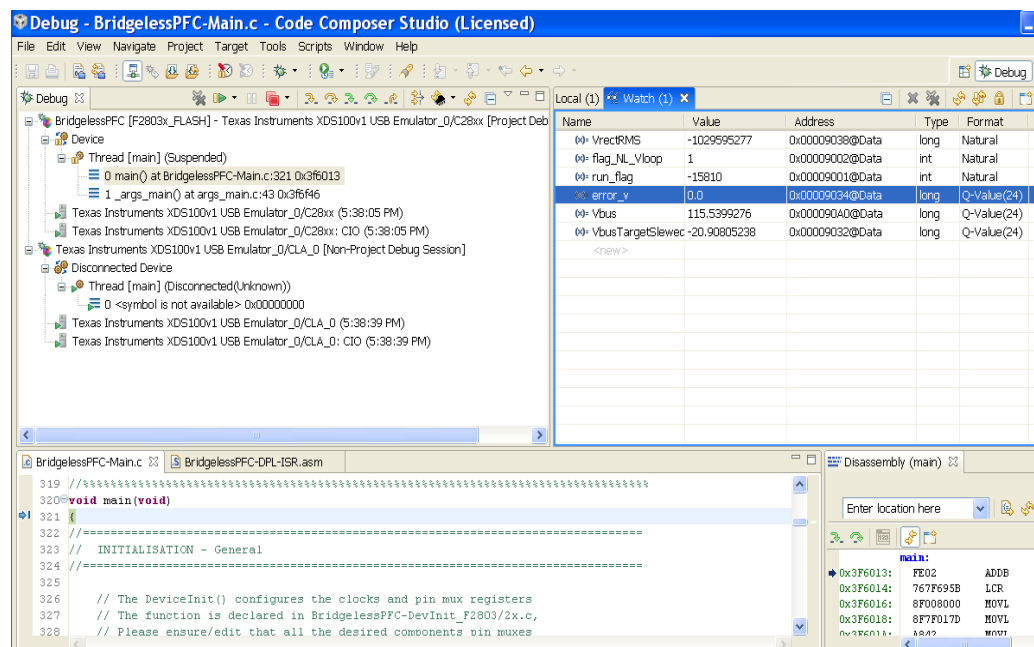 Debug - BridgelessPFC-Main.c - Code Composer Studio (Licensed)
File Edit View Navigate Project Target Tools Scripts Window Help
Debug
Debug
BridgelessPFC [F2803x_FLASH] - Texas Instruments XDS100v1 USB Emulator_0/C28xx [Project Deb
Device
Thread [main] (Suspended)
0 main() at BridgelessPFC-Main.c:321 0x3f6013
1 _args_main() at args_main.c:43 0x3f6f46
Texas Instruments XDS100v1 USB Emulator_0/C28xx (5:38:05 PM)
Texas Instruments XDS100v1 USB Emulator_0/C28xx: CIO (5:38:05 PM)
Texas Instruments XDS100v1 USB Emulator_0/CLA_0 [Non-Project Debug Session]
Disconnected Device
Thread [main] (Disconnected(Unknown))
0 <symbol is not available> 0x00000000
Texas Instruments XDS100v1 USB Emulator_0/CLA_0 (5:38:39 PM)
Texas Instruments XDS100v1 USB Emulator_0/CLA_0: CIO (5:38:39 PM)
Local (1) Watch (1)
Name Value Address Type Format
VrectRMS -1029595277 0x00009038@Data long Natural
flag_NL_Vloop 1 0x00009002@Data int Natural
run_flag -15810 0x00009001@Data int Natural
error_v 0.0 0x00009034@Data long Q-Value(24)
Vbus 115.5399276 0x000090A0@Data long Q-Value(24)
VbusTargetSlewec -20.90805238 0x00009032@Data long Q-Value(24)
<new>
BridgelessPFC-Main.c BridgelessPFC-DPL-ISR.asm
319 //%%%%%%%%%%%%%%%%%%%%%%%%%%%%%%%%%%%%%%%%%%%%%%%%%%%%%%%%%%%%%%%%%%%%%%%%%
320 void main(void)
321 {
322 //======================================================================
323 // INITIALISATION - General
324 //======================================================================
325
326 // The DeviceInit() configures the clocks and pin mux registers
327 // The function is declared in BridgelessPFC-DevInit_F2803/2x.c,
328 // Please ensure/edit that all the desired components pin muxes
Disassembly (main)
Enter location here
main:
0x3F6013: FE02 ADDB
0x3F6014: 767F695B LCR
0x3F6016: 8F008000 MOVL
0x3F6018: 8F7F017D MOVL
0x3F601A: A842 MOVL